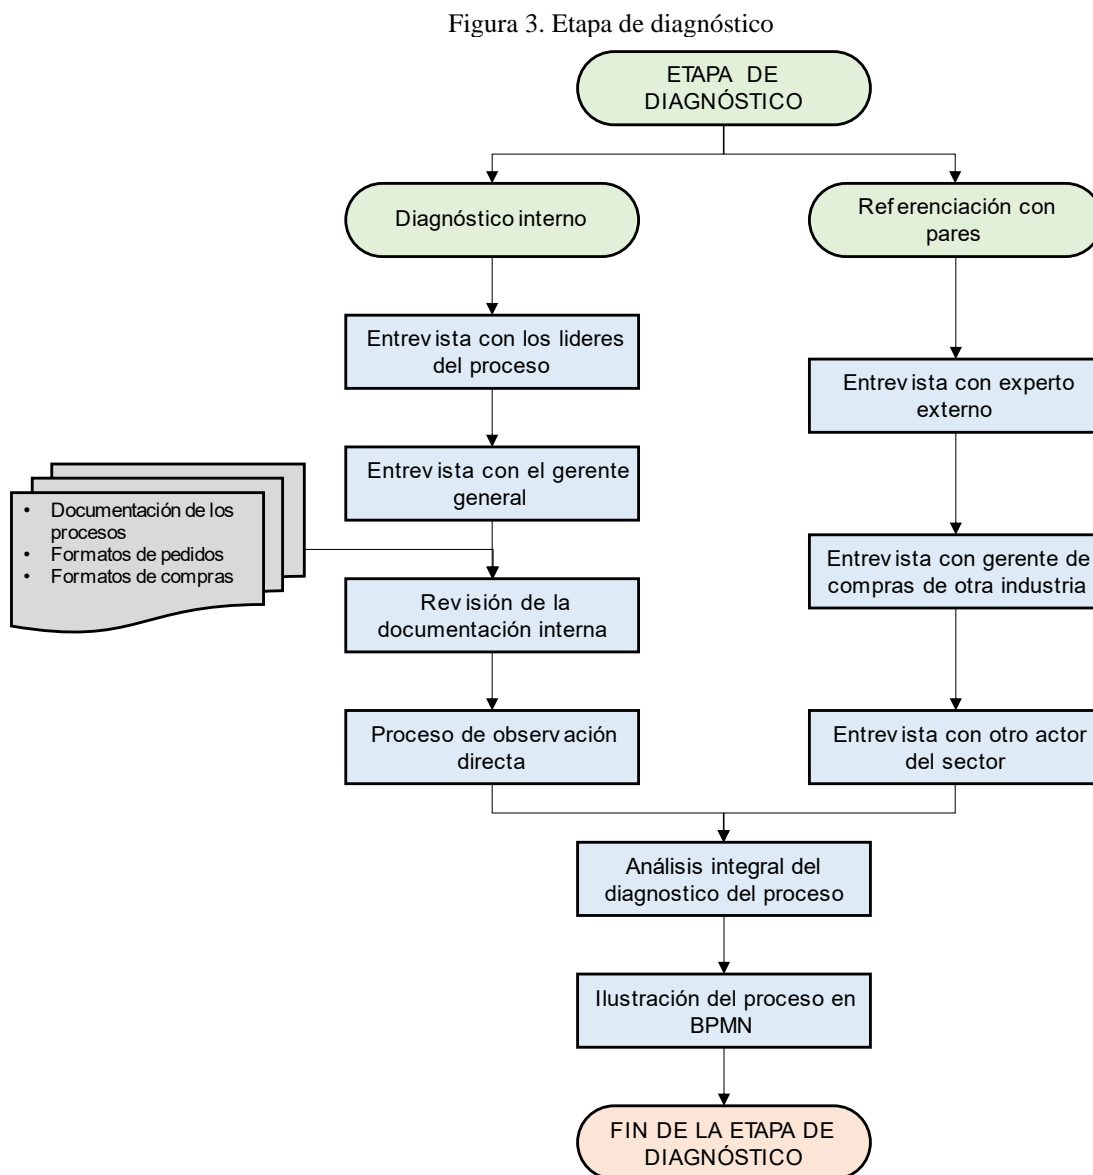 Figura 3. Etapa de diagnóstico
ETAPA DE
DIAGNÓSTICO
Diagnóstico interno
Referenciación con
pares
Entrevista con los lideres
del proceso
Entrevista con experto
externo
Entrevista con el gerente
general
• Documentación de los
procesos
• Formatos de pedidos
• Formatos de compras
Entrevista con gerente de
compras de otra industria
Revisión de la
documentación interna
Proceso de observación
directa
Entrevista con otro actor
del sector
Análisis integral del
diagnostico del proceso
Ilustración del proceso en
BPMN
FIN DE LA ETAPA DE
DIAGNÓSTICO